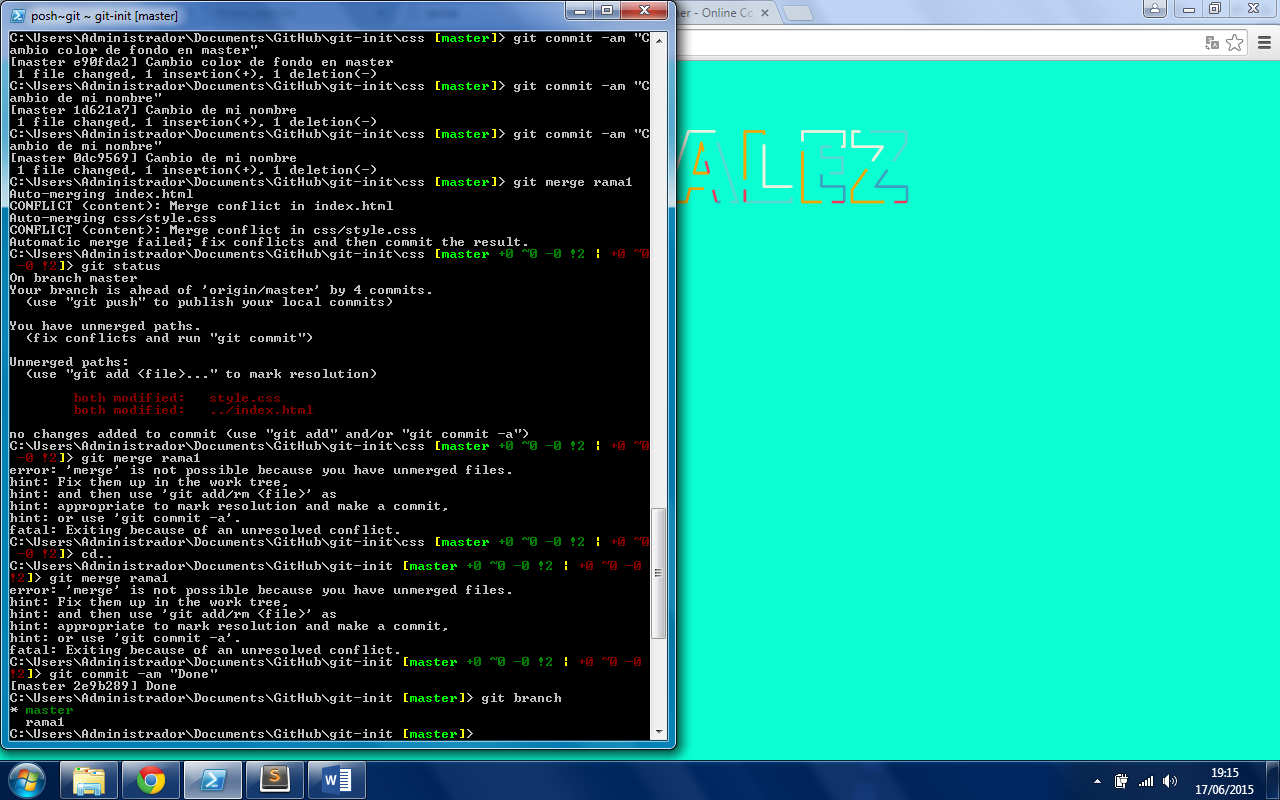 posh~git ~ git-init [master]
C:\Users\Administrador\Documents\GitHub\git-init\css [master]> git commit -am "C
ambio color de fondo en master"
[master e90fda2] Cambio color de fondo en master
 1 file changed, 1 insertion(+), 1 deletion(-)
C:\Users\Administrador\Documents\GitHub\git-init\css [master]> git commit -am "C
ambio de mi nombre"
[master 1d621a7] Cambio de mi nombre
 1 file changed, 1 insertion(+), 1 deletion(-)
C:\Users\Administrador\Documents\GitHub\git-init\css [master]> git commit -am "C
ambio de mi nombre"
[master 0dc9569] Cambio de mi nombre
 1 file changed, 1 insertion(+), 1 deletion(-)
C:\Users\Administrador\Documents\GitHub\git-init\css [master]> git merge rama1
Auto-merging index.html
CONFLICT (content): Merge conflict in index.html
Auto-merging css/style.css
CONFLICT (content): Merge conflict in css/style.css
Automatic merge failed; fix conflicts and then commit the result.
C:\Users\Administrador\Documents\GitHub\git-init\css [master +0 ~0 -0 !2 | +0 ~0
 -0 !2]> git status
On branch master
Your branch is ahead of 'origin/master' by 4 commits.
  (use "git push" to publish your local commits)
You have unmerged paths.
  (fix conflicts and run "git commit")
Unmerged paths:
  (use "git add <file>..." to mark resolution)
        both modified:   style.css
        both modified:   ../index.html
no changes added to commit (use "git add" and/or "git commit -a")
C:\Users\Administrador\Documents\GitHub\git-init\css [master +0 ~0 -0 !2 | +0 ~0
 -0 !2]> git merge rama1
error: 'merge' is not possible because you have unmerged files.
hint: Fix them up in the work tree,
hint: and then use 'git add/rm <file>' as
hint: appropriate to mark resolution and make a commit,
hint: or use 'git commit -a'.
fatal: Exiting because of an unresolved conflict.
C:\Users\Administrador\Documents\GitHub\git-init\css [master +0 ~0 -0 !2 | +0 ~0
 -0 !2]> cd..
C:\Users\Administrador\Documents\GitHub\git-init [master +0 ~0 -0 !2 | +0 ~0 -0
!2]> git merge rama1
error: 'merge' is not possible because you have unmerged files.
hint: Fix them up in the work tree,
hint: and then use 'git add/rm <file>' as
hint: appropriate to mark resolution and make a commit,
hint: or use 'git commit -a'.
fatal: Exiting because of an unresolved conflict.
C:\Users\Administrador\Documents\GitHub\git-init [master +0 ~0 -0 !2 | +0 ~0 -0
!2]> git commit -am "Done"
[master 2e9b289] Done
C:\Users\Administrador\Documents\GitHub\git-init [master]> git branch
* master
  rama1
C:\Users\Administrador\Documents\GitHub\git-init [master]>
ner - Online Co
ALEZ
19:15
17/06/2015